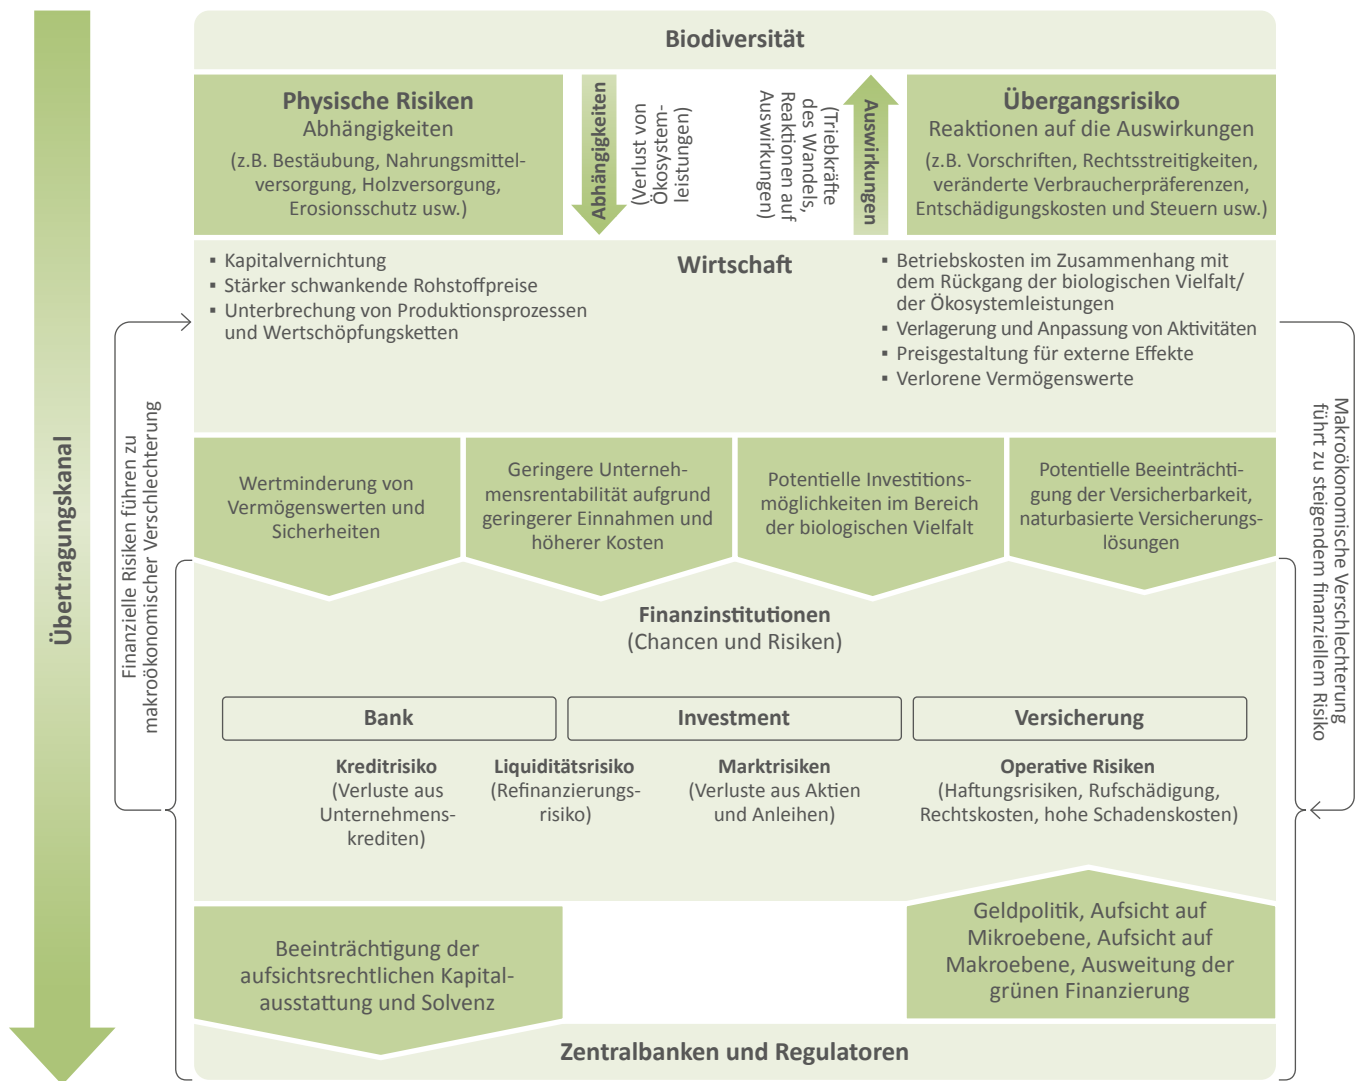 Biodiversität
Physische Risiken
Abhängigkeiten
(z.B. Bestäubung, Nahrungsmittel-
versorgung, Holzversorgung,
Erosionsschutz usw.)
Abhängigkeiten
(Verlust von
Ökosystem-
leistungen)
(Triebkräfte
des Wandels,
Reaktionen auf
Auswirkungen)
Auswirkungen
Übergangsrisiko
Reaktionen auf die Auswirkungen
(z.B. Vorschriften, Rechtsstreitigkeiten,
veränderte Verbraucherpräferenzen,
Entschädigungskosten und Steuern usw.)
Wirtschaft
▪ Kapitalvernichtung
▪ Stärker schwankende Rohstoffpreise
▪ Unterbrechung von Produktionsprozessen
und Wertschöpfungsketten
▪ Betriebskosten im Zusammenhang mit
dem Rückgang der biologischen Vielfalt/
der Ökosystemleistungen
▪ Verlagerung und Anpassung von Aktivitäten
▪ Preisgestaltung für externe Effekte
▪ Verlorene Vermögenswerte
Übertragungskanal
Finanzielle Risiken führen zu
makroökonomischer Verschlechterung
Makroökonomische Verschlechterung
führt zu steigendem finanziellem Risiko
Wertminderung von
Vermögenswerten und
Sicherheiten
Geringere Unterneh-
mensrentabilität aufgrund
geringerer Einnahmen und
höherer Kosten
Potentielle Investitions-
möglichkeiten im Bereich
der biologischen Vielfalt
Potentielle Beeinträchti-
gung der Versicherbarkeit,
naturbasierte Versicherungs-
lösungen
Finanzinstitutionen
(Chancen und Risiken)
Bank
Investment
Versicherung
Kreditrisiko
(Verluste aus
Unternehmens-
krediten)
Liquiditätsrisiko
(Refinanzierungs-
risiko)
Marktrisiken
(Verluste aus Aktien
und Anleihen)
Operative Risiken
(Haftungsrisiken, Rufschädigung,
Rechtskosten, hohe Schadenskosten)
Beeinträchtigung der
aufsichtsrechtlichen Kapital-
ausstattung und Solvenz
Geldpolitik, Aufsicht auf
Mikroebene, Aufsicht auf
Makroebene, Ausweitung der
grünen Finanzierung
Zentralbanken und Regulatoren